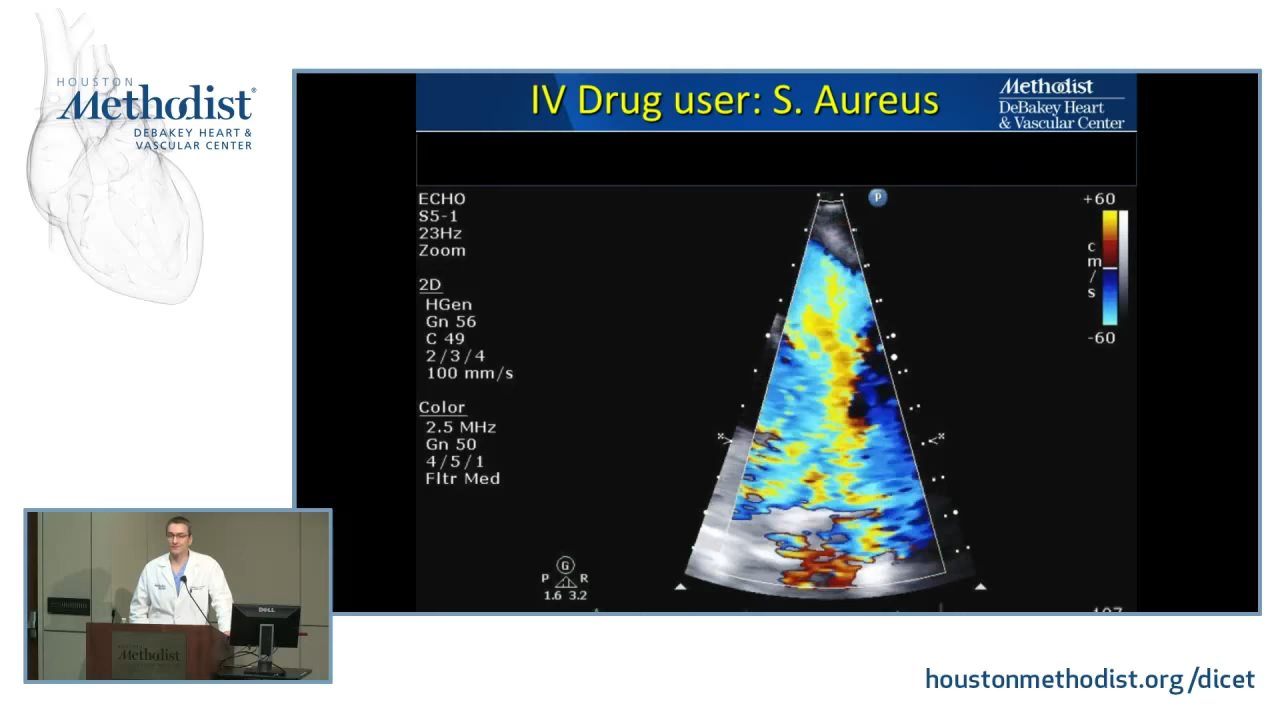 HOUSTON
Methodist®
DEBAKEY HEART &
VASCULAR CENTER
IV Drug user: S. Aureus
Methodist
DeBakey Heart
& Vascular Center
ECHO
S5-1
23Hz
Zoom
2D
HGen
Gn 56
C 49
2/3/4
100 mm/s
Color
2.5 MHz
Gn 50
4/5/1
Fltr Med
P
+60
c
m
/
s
-60
G
P R
1.6 3.2
DELL
Methodist
houstonmethodist.org/dicet